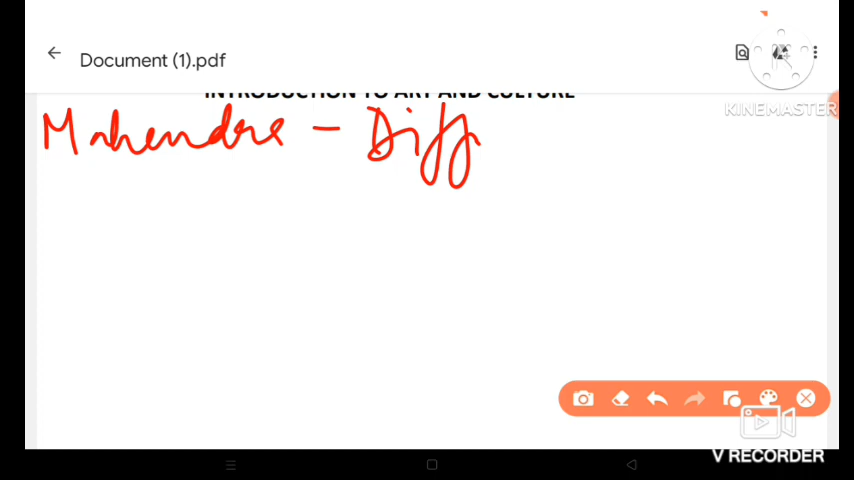 Document (1).pdf
KINEMASTER
INTRODUCTION TO ART AND CULTURE
Mahendra - Diff
V RECORDER